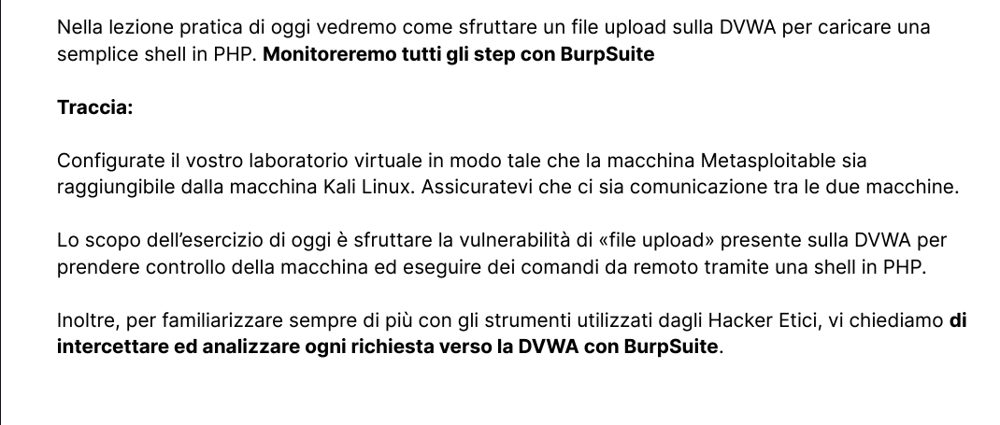 Nella lezione pratica di oggi vedremo come sfruttare un file upload sulla DVWA per caricare una
semplice shell in PHP. Monitoreremo tutti gli step con BurpSuite
Traccia:
Configurate il vostro laboratorio virtuale in modo tale che la macchina Metasploitable sia
raggiungibile dalla macchina Kali Linux. Assicuratevi che ci sia comunicazione tra le due macchine.
Lo scopo dell’esercizio di oggi è sfruttare la vulnerabilità di «file upload» presente sulla DVWA per
prendere controllo della macchina ed eseguire dei comandi da remoto tramite una shell in PHP.
Inoltre, per familiarizzare sempre di più con gli strumenti utilizzati dagli Hacker Etici, vi chiediamo di
intercettare ed analizzare ogni richiesta verso la DVWA con BurpSuite.